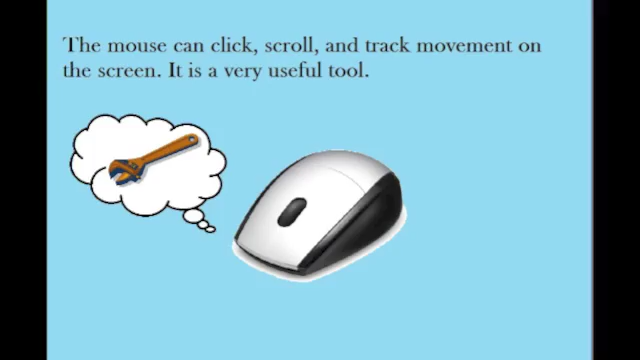 The mouse can click, scroll, and track movement on
the screen. It is a very useful tool.